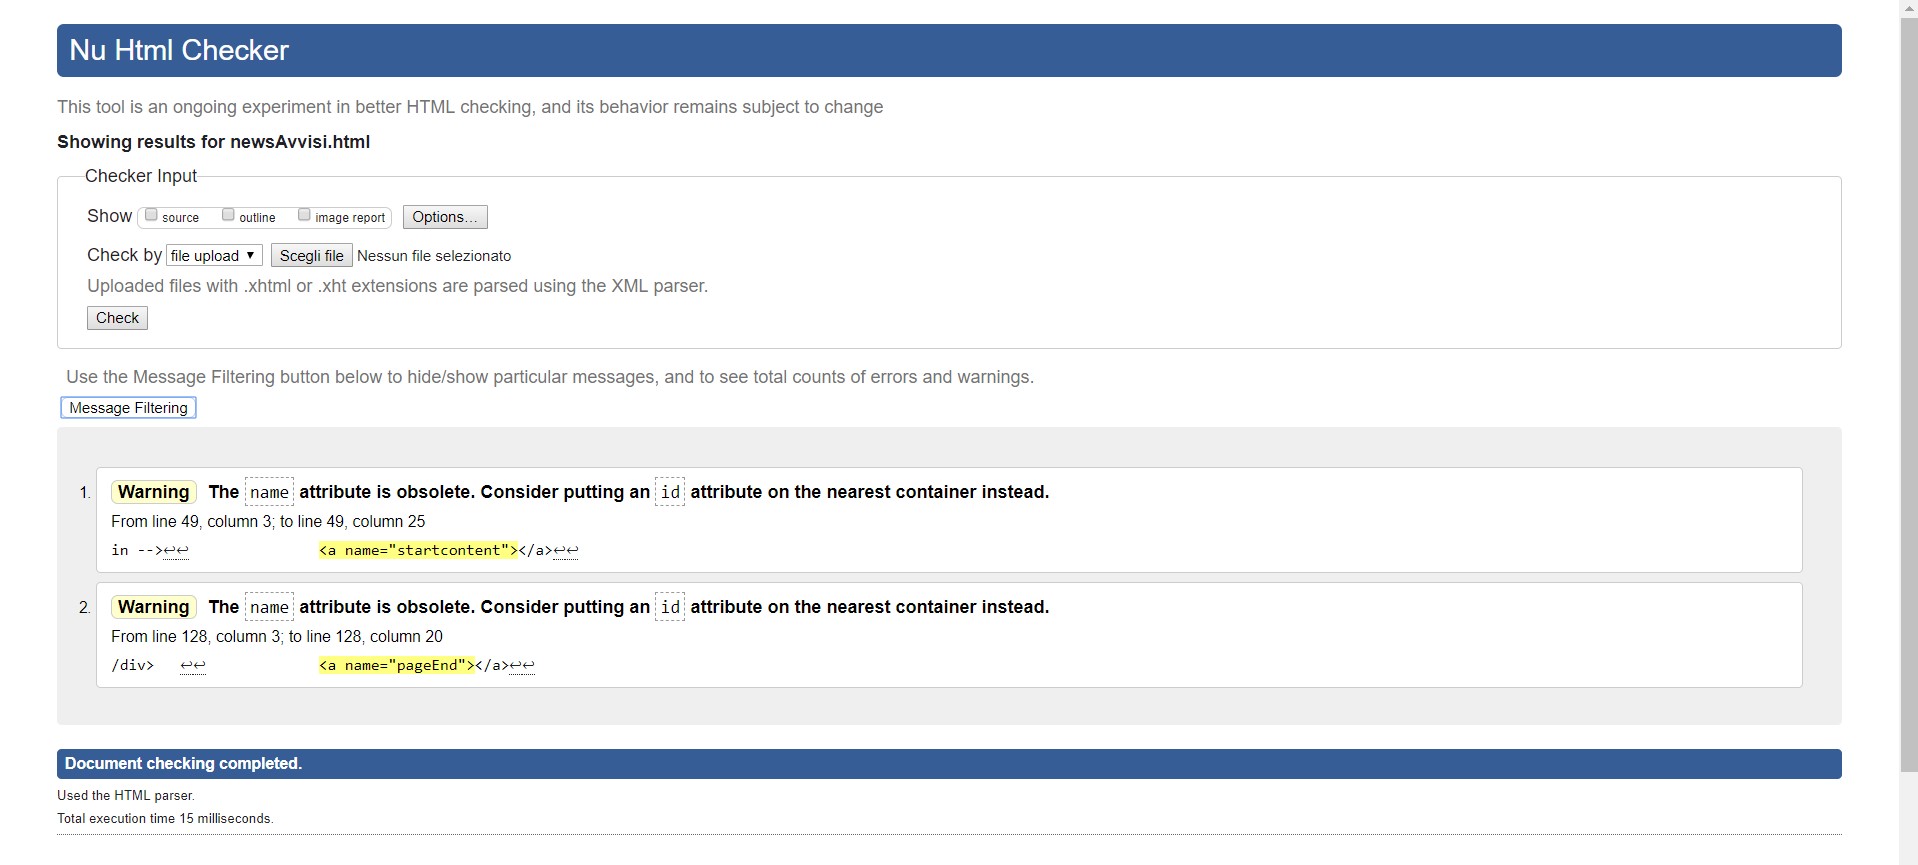 Nu Html Checker
This tool is an ongoing experiment in better HTML checking, and its behavior remains subject to change
Showing results for newsAvvisi.html
Checker Input
Show source outline image report Options...
Check by file upload ▼ Scegli file Nessun file selezionato
Uploaded files with .xhtml or .xht extensions are parsed using the XML parser.
Check
Use the Message Filtering button below to hide/show particular messages, and to see total counts of errors and warnings.
Message Filtering
1. Warning The name attribute is obsolete. Consider putting an id attribute on the nearest container instead.
From line 49, column 3; to line 49, column 25
in -->↩↩ <a name="startcontent"></a>↩↩
2. Warning The name attribute is obsolete. Consider putting an id attribute on the nearest container instead.
From line 128, column 3; to line 128, column 20
/div> ↩↩ <a name="pageEnd"></a>↩↩
Document checking completed.
Used the HTML parser.
Total execution time 15 milliseconds.